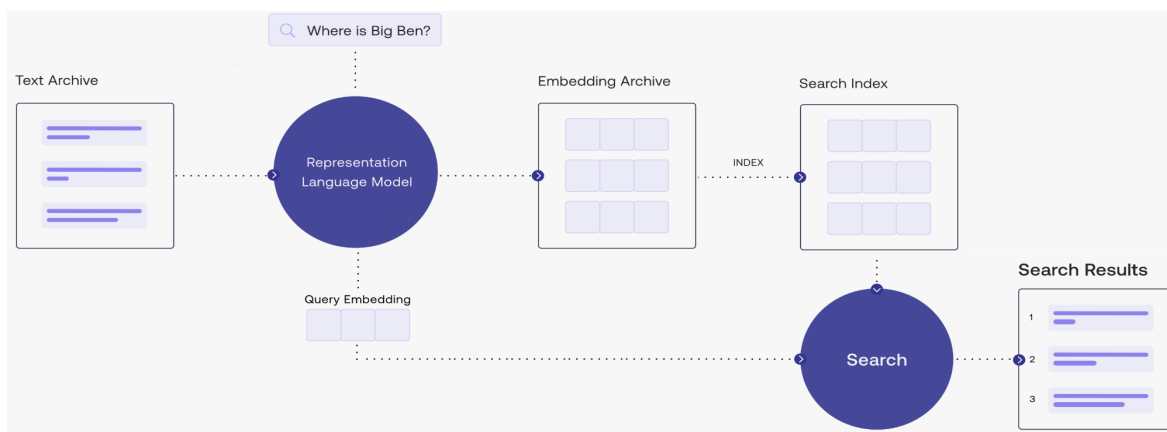 Where is Big Ben?
Text Archive
Embedding Archive
Search Index
Representation
Language Model
INDEX
Query Embedding
Search Results
1
Search
2
3